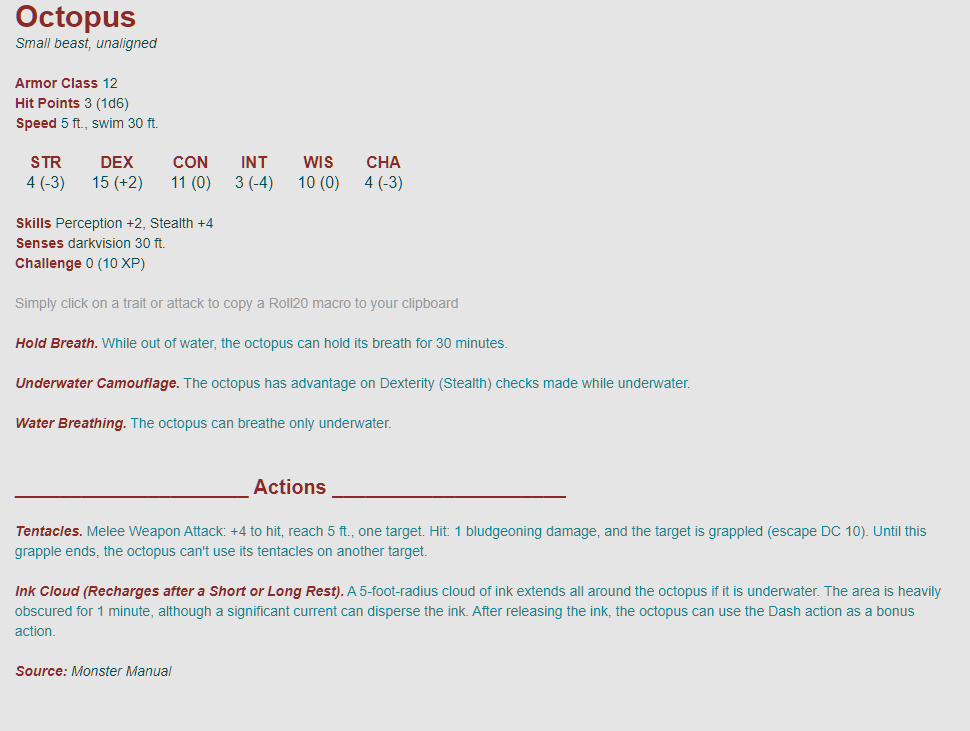 Octopus
Small beast, unaligned
Armor Class 12
Hit Points 3 (1d6)
Speed 5 ft., swim 30 ft.
STR DEX CON INT WIS CHA
4 (-3) 15 (+2) 11 (0) 3 (-4) 10 (0) 4 (-3)
Skills Perception +2, Stealth +4
Senses darkvision 30 ft.
Challenge 0 (10 XP)
Simply click on a trait or attack to copy a Roll20 macro to your clipboard
Hold Breath. While out of water, the octopus can hold its breath for 30 minutes.
Underwater Camouflage. The octopus has advantage on Dexterity (Stealth) checks made while underwater.
Water Breathing. The octopus can breathe only underwater.
_____________________ Actions _____________________
Tentacles. Melee Weapon Attack: +4 to hit, reach 5 ft., one target. Hit: 1 bludgeoning damage, and the target is grappled (escape DC 10). Until this
grapple ends, the octopus can't use its tentacles on another target.
Ink Cloud (Recharges after a Short or Long Rest). A 5-foot-radius cloud of ink extends all around the octopus if it is underwater. The area is heavily
obscured for 1 minute, although a significant current can disperse the ink. After releasing the ink, the octopus can use the Dash action as a bonus
action.
Source: Monster Manual